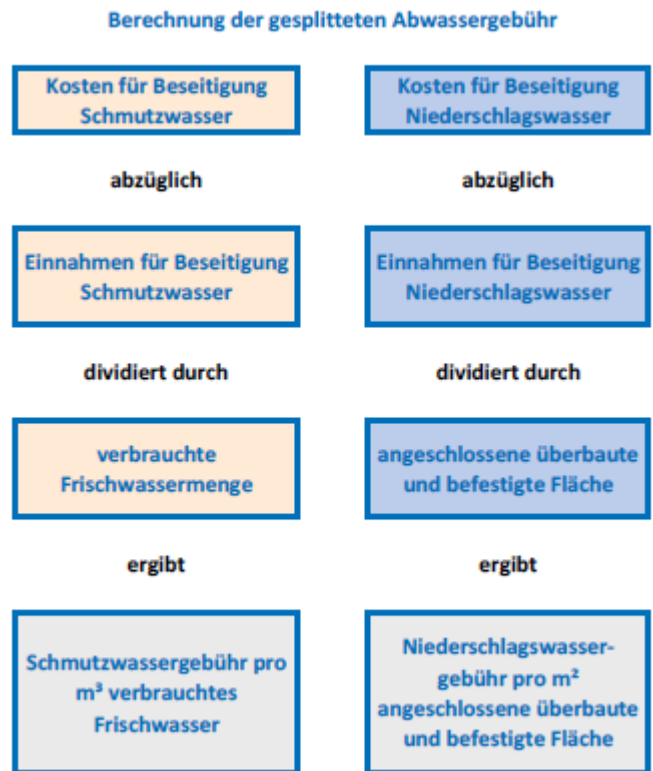 Berechnung der gesplitteten Abwassergebühr
Kosten für Beseitigung
Schmutzwasser
abzüglich
Einnahmen für Beseitigung
Schmutzwasser
dividiert durch
verbrauchte
Frischwassermenge
ergibt
Schmutzwassergebühr pro
m³ verbrauchtes
Frischwasser
Kosten für Beseitigung
Niederschlagswasser
abzüglich
Einnahmen für Beseitigung
Niederschlagswasser
dividiert durch
angeschlossene überbaute
und befestigte Fläche
ergibt
Niederschlagswasser-
gebühr pro m²
angeschlossene überbaute
und befestigte Fläche